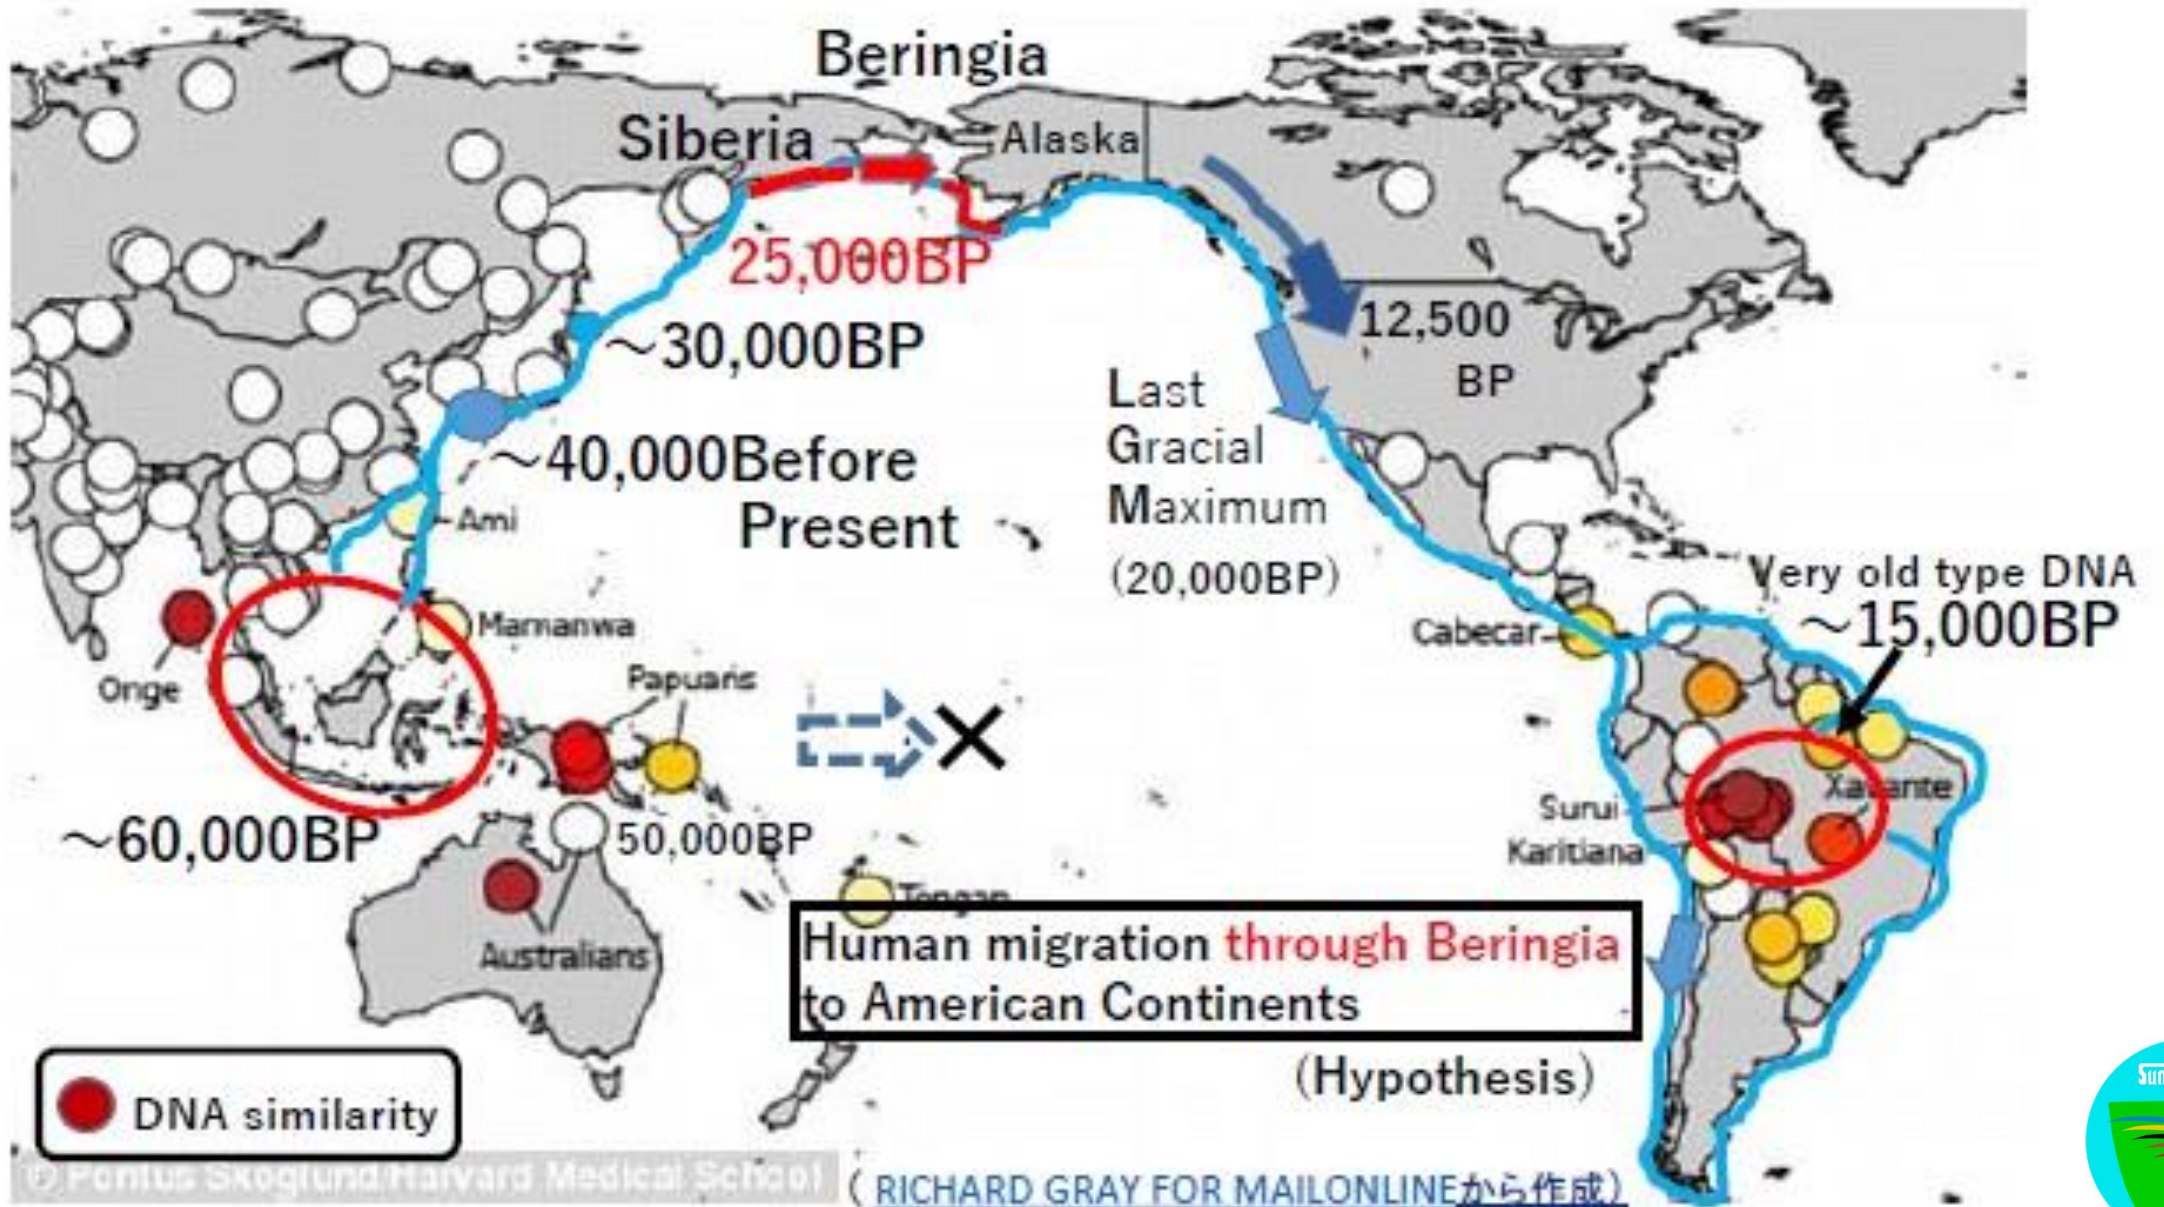 Beringia
Siberia
Alaska
25,000BP
12,500
BP
～30,000BP
Last
Gracial
Maximum
(20,000BP)
～40,000Before
Present
Ami
Very old type DNA
～15,000BP
Mamanwa
Cabecar
Onge
Papuans
Xavante
Surui
Karitiana
～60,000BP
50,000BP
Tongan
Australians
Human migration through Beringia
to American Continents
(Hypothesis)
DNA similarity
© Pontus Skoglund/Harvard Medical School
( RICHARD GRAY FOR MAILONLINEから作成)